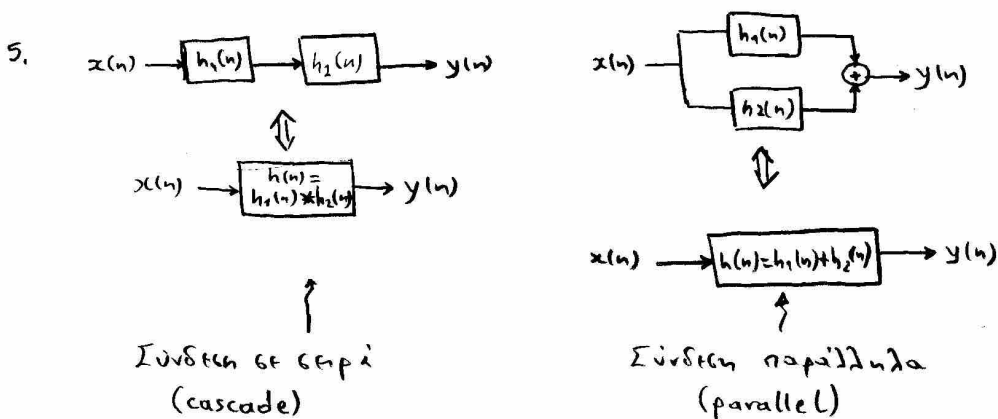 5.
x(n) h₁(n) h₂(n) y(n)
x(n) h(n)=
h₁(n)*h₂(n) y(n)
Σύνδεση σε σειρά
(cascade)
h₁(n)
x(n) + y(n)
h2(n)
x(n) h(n)=h₁(n)+h₂(n) y(n)
Σύνδεση παράλληλα
(parallel)